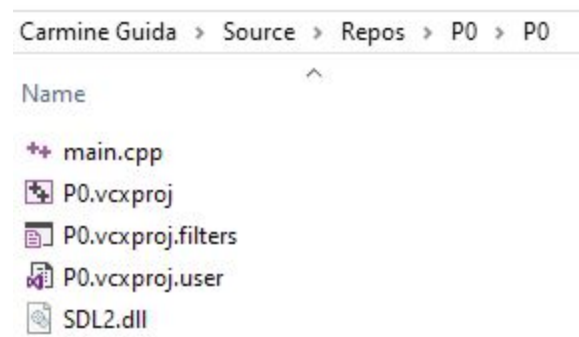 Carmine Guida > Source > Repos > P0 > P0
Name
main.cpp
P0.vcxproj
P0.vcxproj.filters
P0.vcxproj.user
SDL2.dll